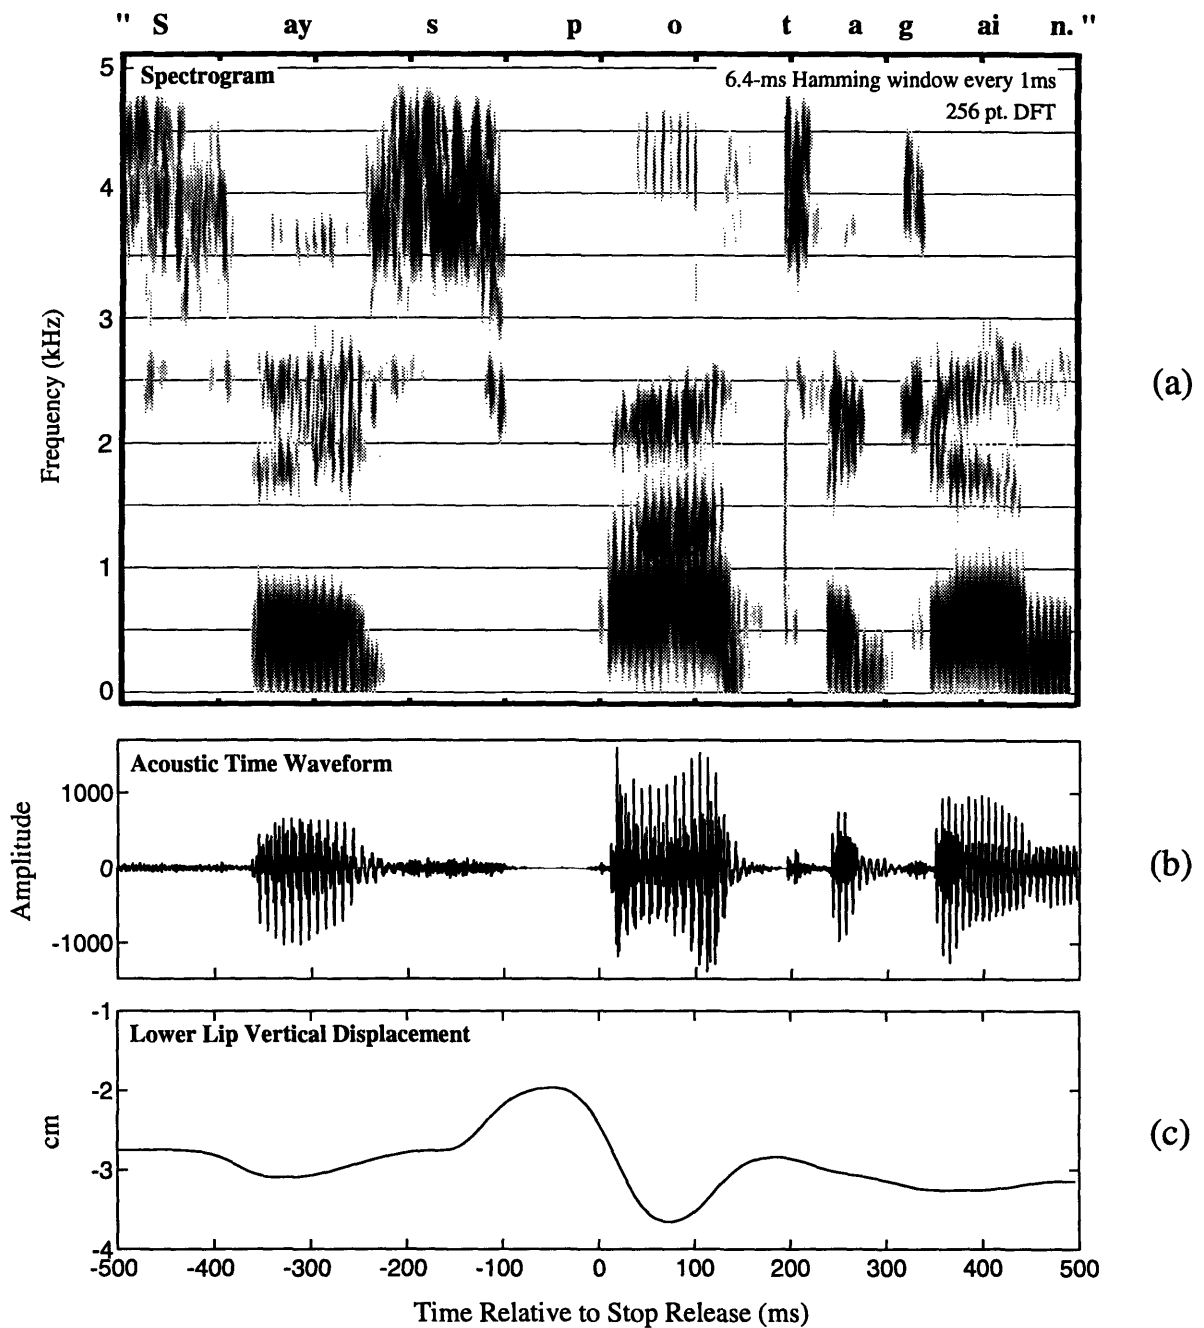 " S ay s p o t a g ai n. "
Spectrogram
6.4-ms Hamming window every 1ms
256 pt. DFT
5
4
3
2
1
0
Frequency (kHz)
(a)
Acoustic Time Waveform
1000
0
-1000
Amplitude
(b)
-1
Lower Lip Vertical Displacement
-2
-3
-4
cm
(c)
-500 -400 -300 -200 -100 0 100 200 300 400 500
Time Relative to Stop Release (ms)